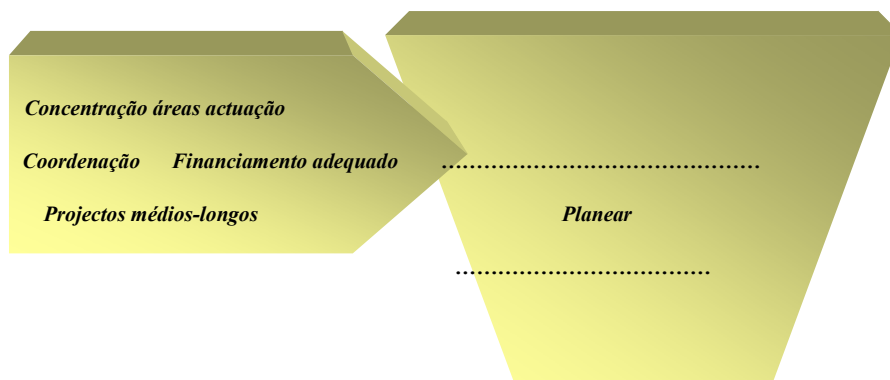 Concentração áreas actuação
Coordenação Financiamento adequado ............................................
Projectos médios-longos Planear
....................................